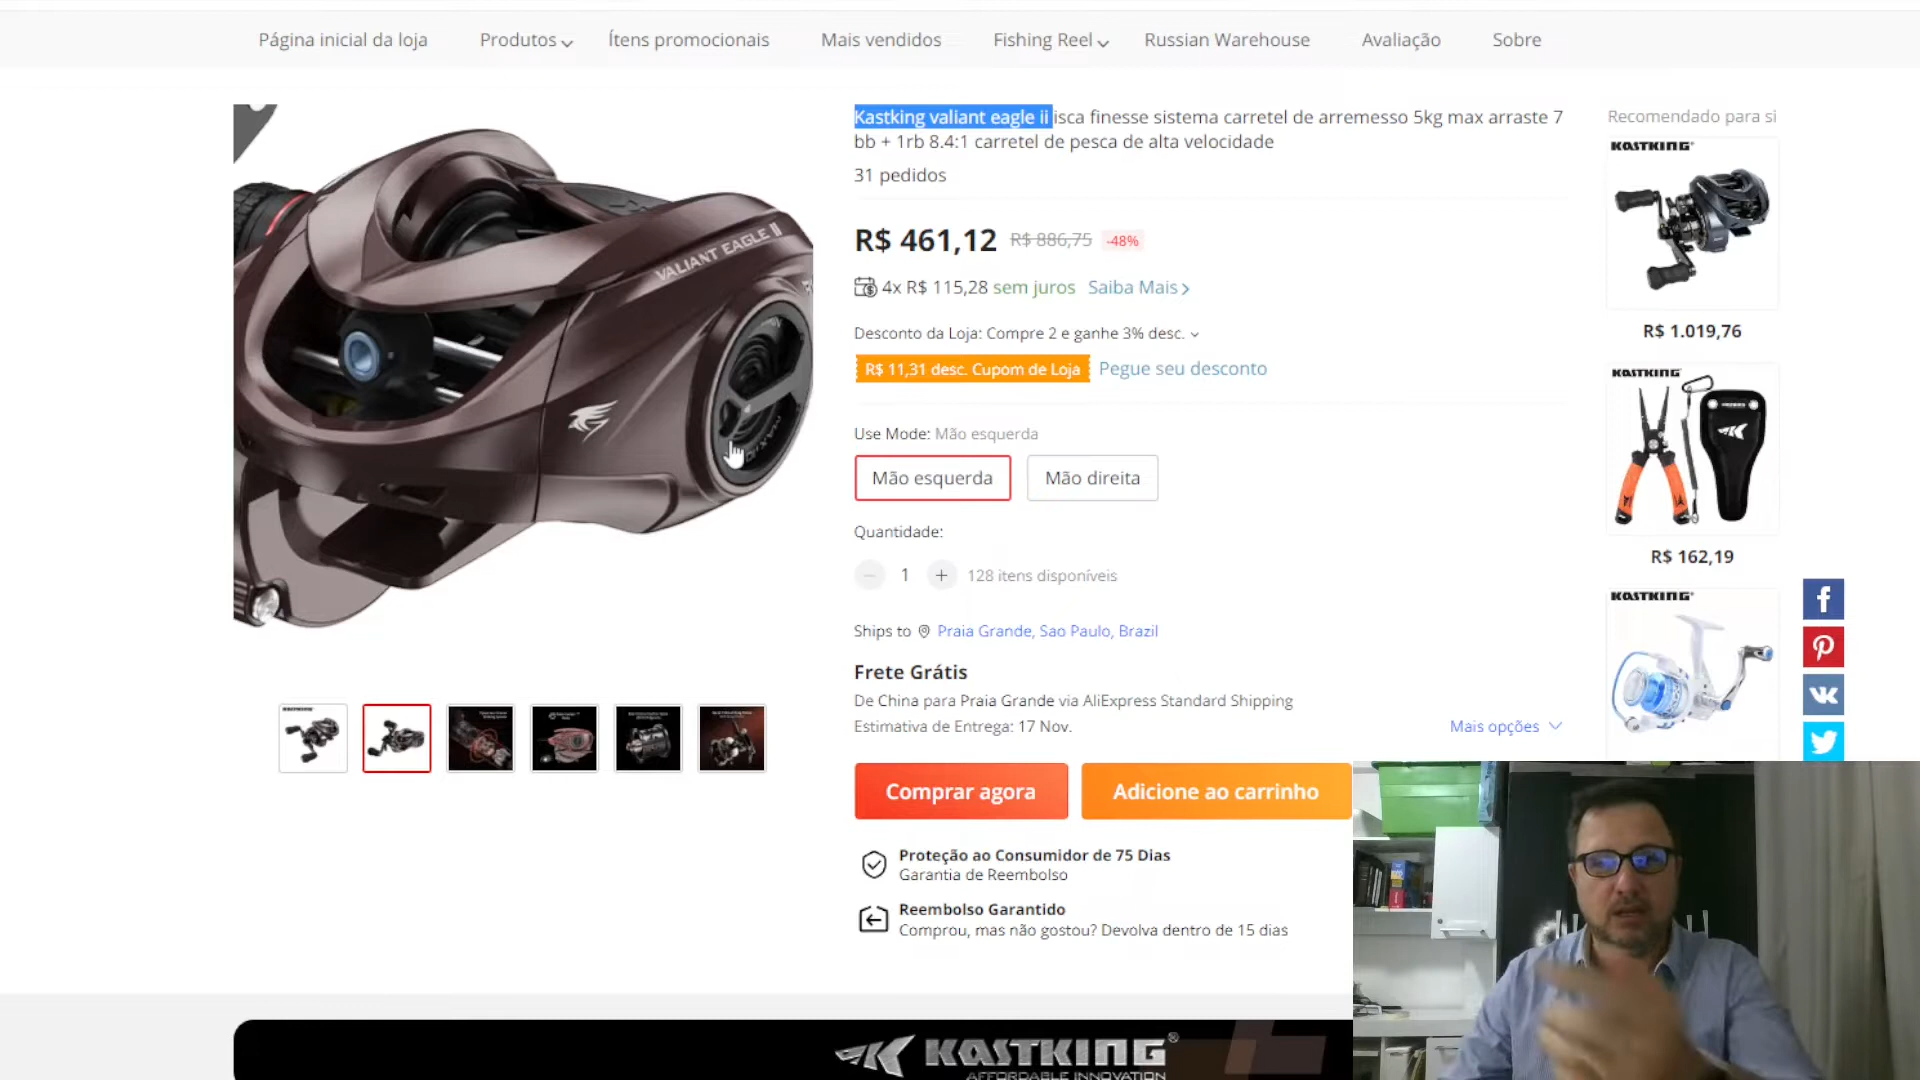 Página inicial da loja
Produtos
Ítens promocionais
Mais vendidos
Fishing Reel
Russian Warehouse
Avaliação
Sobre
VALIANT EAGLE II
Kastking valiant eagle ii isca finesse sistema carretel de arremesso 5kg max arraste 7
bb + 1rb 8.4:1 carretel de pesca de alta velocidade
31 pedidos
R$ 461,12 R$ 886,75 -48%
4x R$ 115,28 sem juros Saiba Mais
Desconto da Loja: Compre 2 e ganhe 3% desc.
R$ 11,31 desc. Cupom de Loja Pegue seu desconto
Use Mode: Mão esquerda
Mão esquerda
Mão direita
Quantidade:
1
128 itens disponíveis
Ships to Praia Grande, Sao Paulo, Brazil
Frete Grátis
De China para Praia Grande via AliExpress Standard Shipping
Estimativa de Entrega: 17 Nov.
Mais opções
Comprar agora
Adicione ao carrinho
Proteção ao Consumidor de 75 Dias
Garantia de Reembolso
Reembolso Garantido
Comprou, mas não gostou? Devolva dentro de 15 dias
Recomendado para si
KASTKING
R$ 1.019,76
KASTKING
R$ 162,19
KASTKING
KASTKING
AFFORDABLE INNOVATION